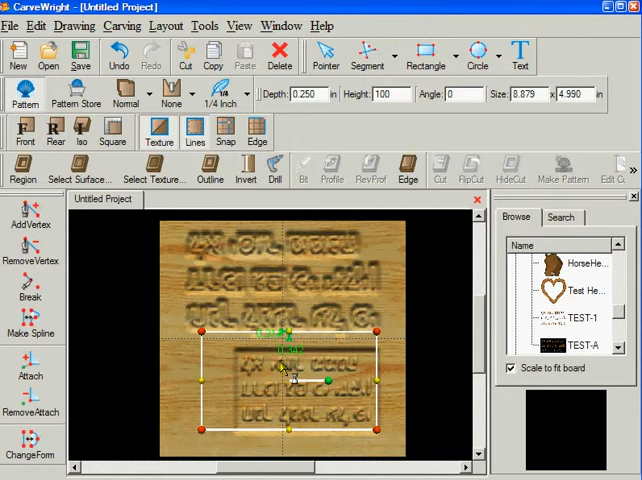 CarveWright - [Untitled Project]
File Edit Drawing Carving Layout Tools View Window Help
New Open Save Undo Redo Cut Copy Paste Delete Pointer Segment Rectangle Circle Text
Pattern Pattern Store Normal None 1/4 Inch Depth: 0.250 in Height: 100 Angle: 0 Size: 8.879 x 4.990 in
Front Rear Iso Square Texture Lines Snap Edge
Region Select Surface... Select Texture... Outline Invert Drill Bit Profile RevProf Edge Cut FlipCut HideCut Make Pattern Edit C
Untitled Project
AddVertex
RemoveVertex
Break
Make Spline
Attach
RemoveAttach
ChangeForm
Browse Search
Name
HorseHe...
Test He...
TEST-1
TEST-A
Scale to fit board